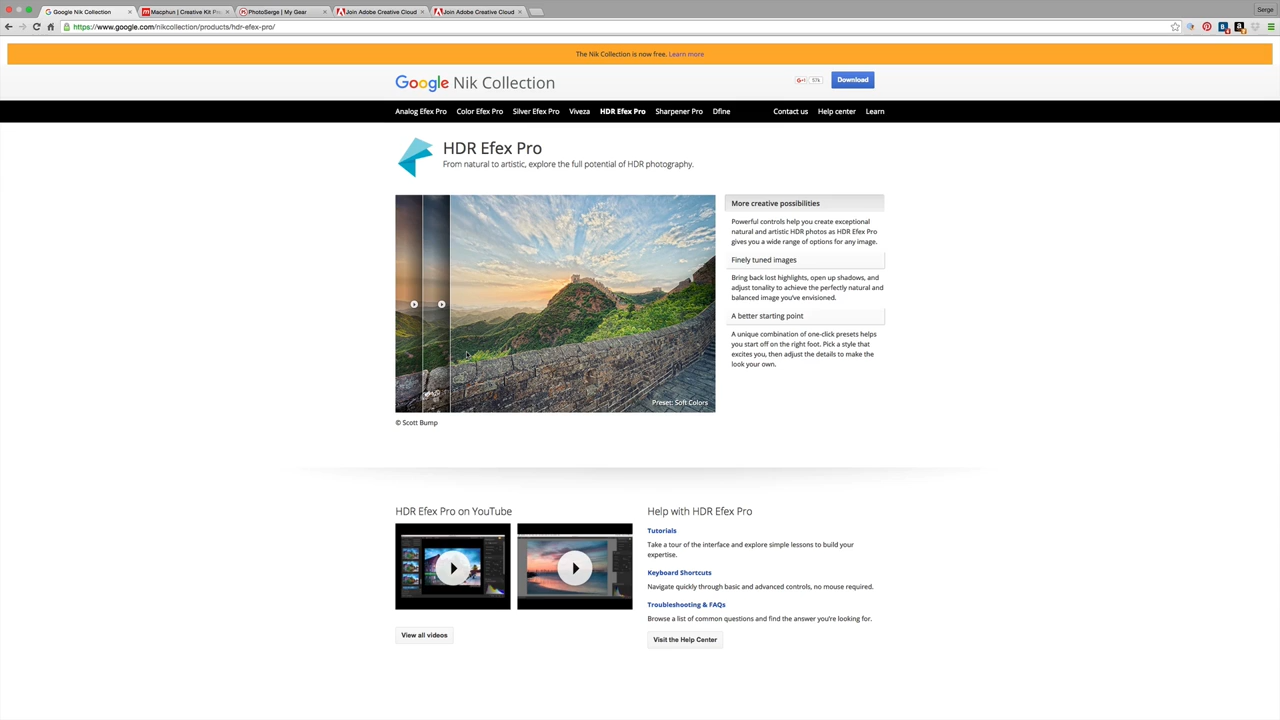 Google Nik Collection
Macphun | Creative Kit Pr
PhotoSerge | My Gear
Join Adobe Creative Cloud
Join Adobe Creative Cloud
Serge
https://www.google.com/nikcollection/products/hdr-efex-pro/
The Nik Collection is now free. Learn more
Google Nik Collection
G+1 57k Download
Analog Efex Pro Color Efex Pro Silver Efex Pro Viveza HDR Efex Pro Sharpener Pro Dfine Contact us Help center Learn
HDR Efex Pro
From natural to artistic, explore the full potential of HDR photography.
Preset: Soft Colors
© Scott Bump
More creative possibilities
Powerful controls help you create exceptional
natural and artistic HDR photos as HDR Efex Pro
gives you a wide range of options for any image.
Finely tuned images
Bring back lost highlights, open up shadows, and
adjust tonality to achieve the perfectly natural and
balanced image you've envisioned.
A better starting point
A unique combination of one-click presets helps
you start off on the right foot. Pick a style that
excites you, then adjust the details to make the
look your own.
HDR Efex Pro on YouTube
View all videos
Help with HDR Efex Pro
Tutorials
Take a tour of the interface and explore simple lessons to build your
expertise.
Keyboard Shortcuts
Navigate quickly through basic and advanced controls, no mouse required.
Troubleshooting & FAQs
Browse a list of common questions and find the answer you're looking for.
Visit the Help Center